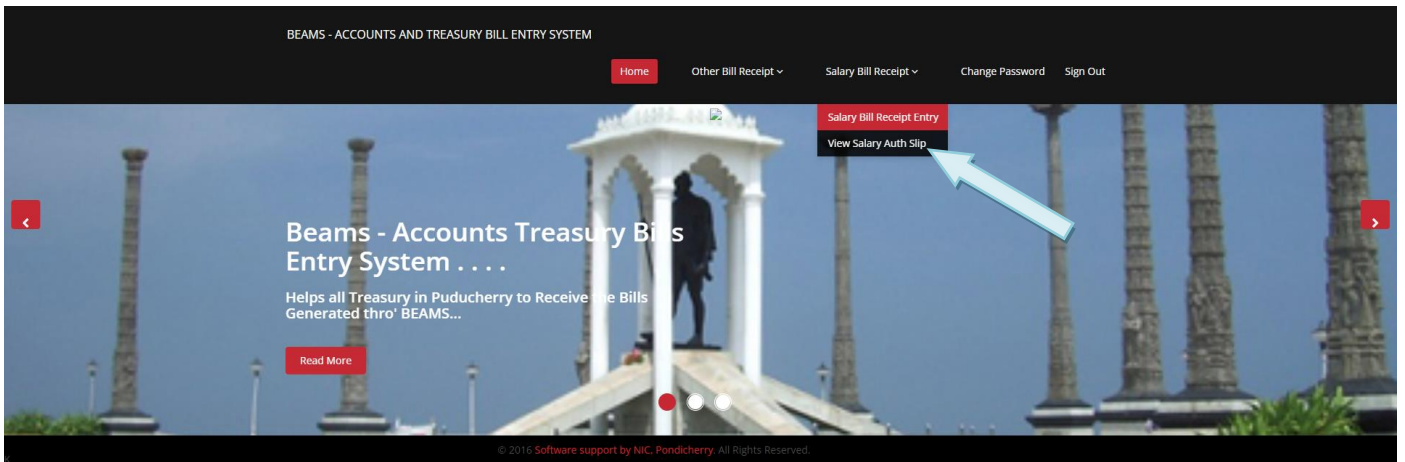 BEAMS - ACCOUNTS AND TREASURY BILL ENTRY SYSTEM
Home Other Bill Receipt Salary Bill Receipt Change Password Sign Out
Salary Bill Receipt Entry
View Salary Auth Slip
Beams - Accounts Treasury Bills
Entry System . . . .
Helps all Treasury in Puducherry to Receive the Bills
Generated thro' BEAMS...
Read More
© 2016 Software support by NIC, Pondicherry. All Rights Reserved.